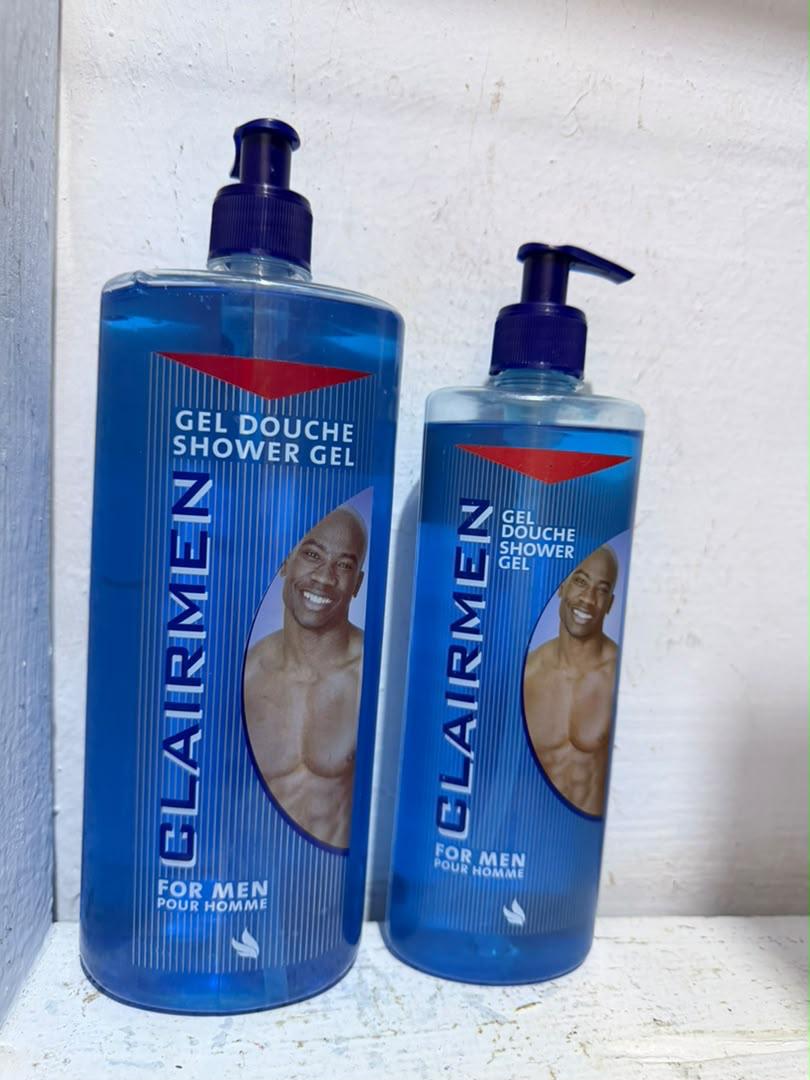 GEL DOUCHE
SHOWER GEL
CLAIRMEN
FOR MEN
POUR HOMME
GEL
DOUCHE
SHOWER
GEL
CLAIRMEN
FOR MEN
POUR HOMME